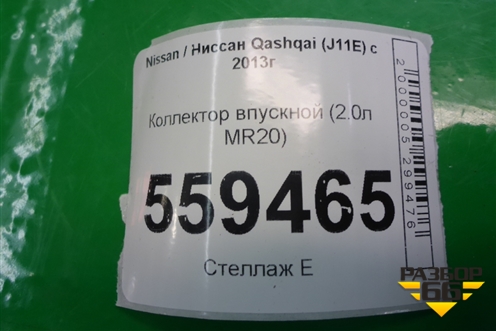 Nissan / Ниссан Qashqai (J11E) с
2013г
Коллектор впускной (2.0л
MR20)
559465
Стеллаж Е
2000005299476
РАЗБОР
66